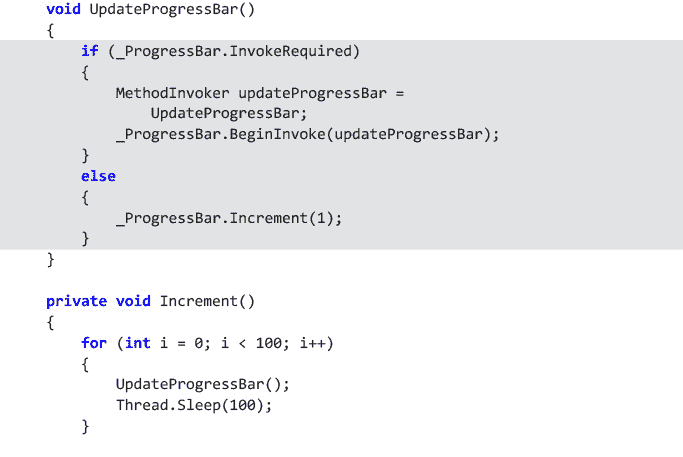 void UpdateProgressBar()
{
    if (_ProgressBar.InvokeRequired)
    {
        MethodInvoker updateProgressBar =
            UpdateProgressBar;
        _ProgressBar.BeginInvoke(updateProgressBar);
    }
    else
    {
        _ProgressBar.Increment(1);
    }
}

private void Increment()
{
    for (int i = 0; i < 100; i++)
    {
        UpdateProgressBar();
        Thread.Sleep(100);
    }